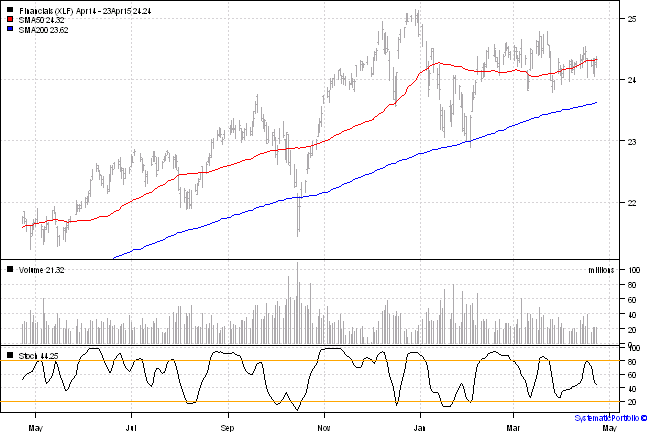 Financials (XLF) Apr14 - 23Apr15 24.24
SMA50 24.32
SMA200 23.62
25
24
23
22
Volume 21.32
millions
100
80
60
40
20
0
Stoch 44.25
100
80
60
40
20
May
Jul
Sep
Nov
Jan
Mar
May
SystematicPortfolio ©